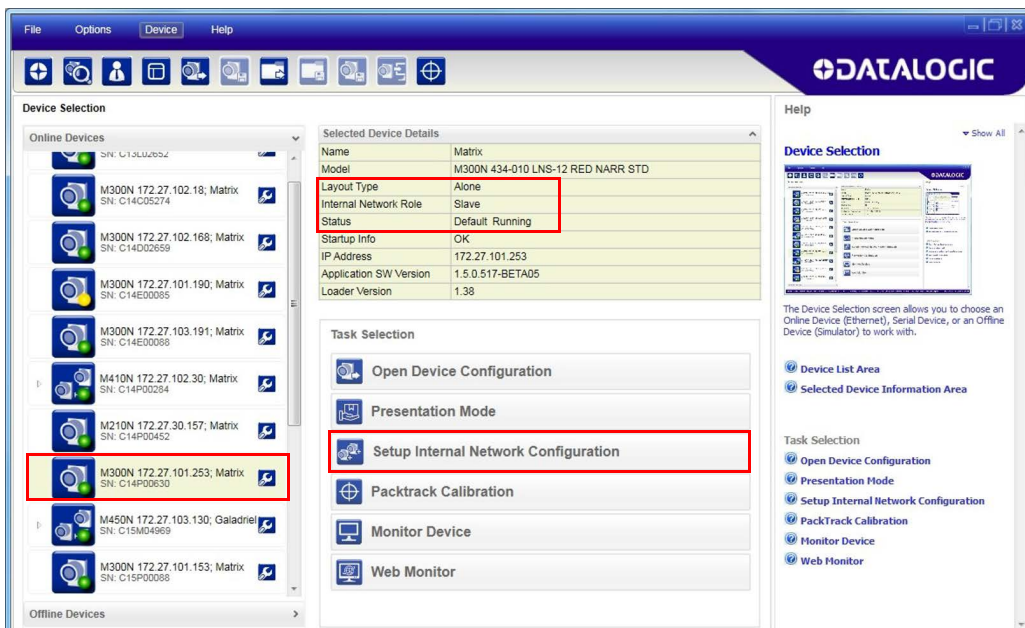 File Options Device Help
DATALOGIC
Device Selection
Online Devices
SN: C13L02652
M300N 172.27.102.18; Matrix
SN: C14C05274
M300N 172.27.102.168; Matrix
SN: C14D02659
M300N 172.27.101.190; Matrix
SN: C14E00085
M300N 172.27.103.191; Matrix
SN: C14E00088
M410N 172.27.102.30; Matrix
SN: C14P00284
M210N 172.27.30.157; Matrix
SN: C14P00452
M300N 172.27.101.253; Matrix
SN: C14P00630
M450N 172.27.103.130; Galadriel
SN: C15M04969
M300N 172.27.101.153; Matrix
SN: C15P00088
Offline Devices
Selected Device Details
Name Matrix
Model M300N 434-010 LNS-12 RED NARR STD
Layout Type Alone
Internal Network Role Slave
Status Default Running
Startup Info OK
IP Address 172.27.101.253
Application SW Version 1.5.0.517-BETA05
Loader Version 1.38
Task Selection
Open Device Configuration
Presentation Mode
Setup Internal Network Configuration
Packtrack Calibration
Monitor Device
Web Monitor
Help
Show All
Device Selection
The Device Selection screen allows you to choose an
Online Device (Ethernet), Serial Device, or an Offline
Device (Simulator) to work with.
Device List Area
Selected Device Information Area
Task Selection
Open Device Configuration
Presentation Mode
Setup Internal Network Configuration
PackTrack Calibration
Monitor Device
Web Monitor